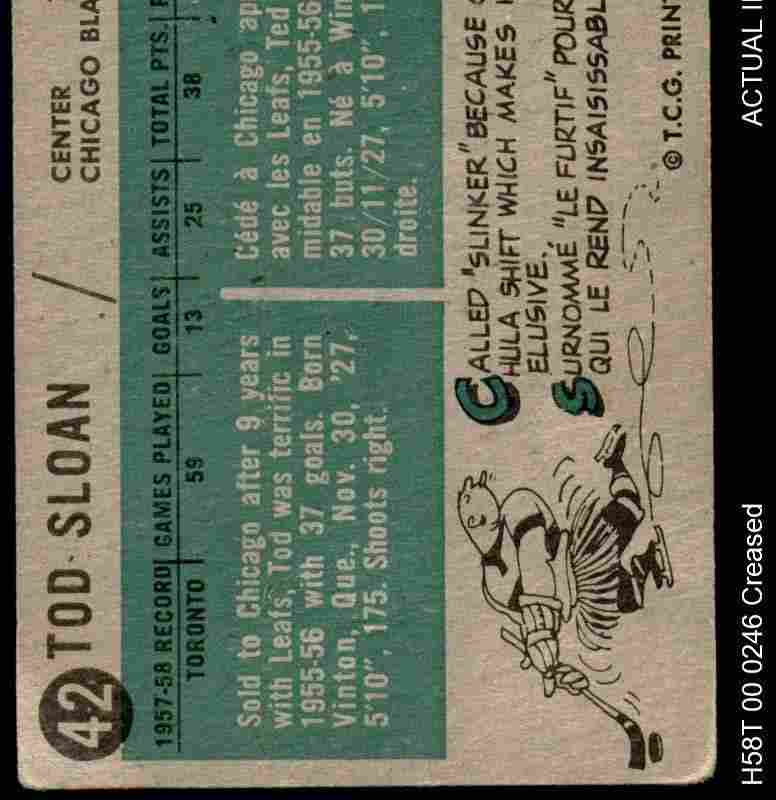 42 TOD SLOAN
CENTER
CHICAGO BLA
1957-58 RECORD GAMES PLAYED GOALS ASSISTS TOTAL PTS.
TORONTO 59 13 25 38
Sold to Chicago after 9 years
with Leafs, Tod was terrific in
1955-56 with 37 goals. Born
Vinton, Que., Nov. 30, '27,
5'10", 175. Shoots right.
Cédé à Chicago ap
avec les Leafs, Ted
midable en 1955-56
37 buts. Né à Win
30/11/27, 5'10", 1
droite.
CALLED "SLINKER" BECAUSE
HULA SHIFT WHICH MAKES
ELUSIVE.
SURNOMMÉ "LE FURTIF" POUR
QUI LE REND INSAISISSABL
© T.C.G. PRIN
ACTUAL I
H58T 00 0246 Creased